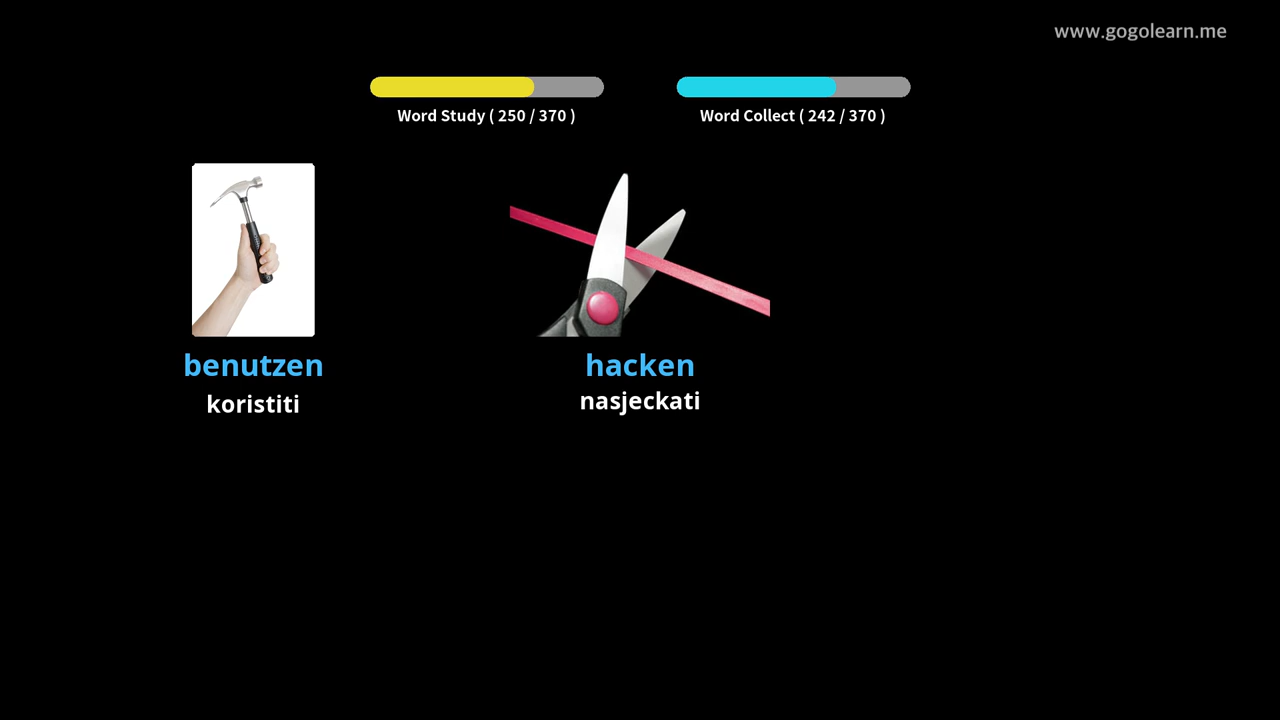 www.gogolearn.me
Word Study ( 250 / 370 )
Word Collect ( 242 / 370 )
benutzen
koristiti
hacken
nasjeckati